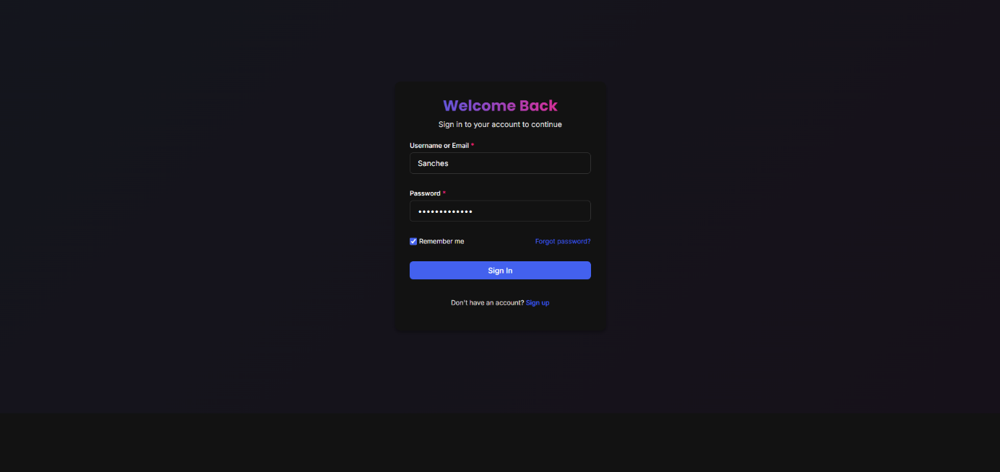 Welcome Back
Sign in to your account to continue
Username or Email *
Sanches
Password *
•••••••••••••
Remember me
Forgot password?
Sign In
Don't have an account? Sign up